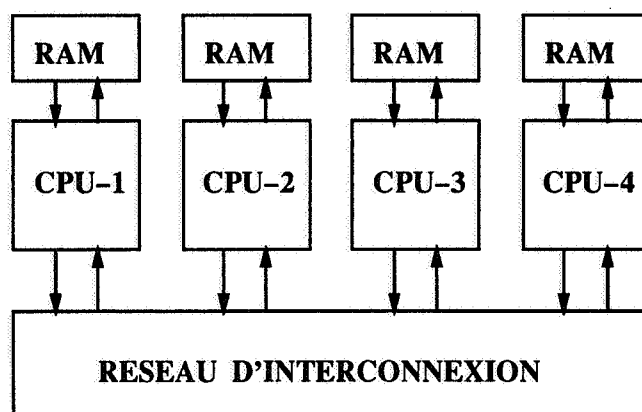 RAM RAM RAM RAM
CPU-1 CPU-2 CPU-3 CPU-4
RESEAU D'INTERCONNEXION